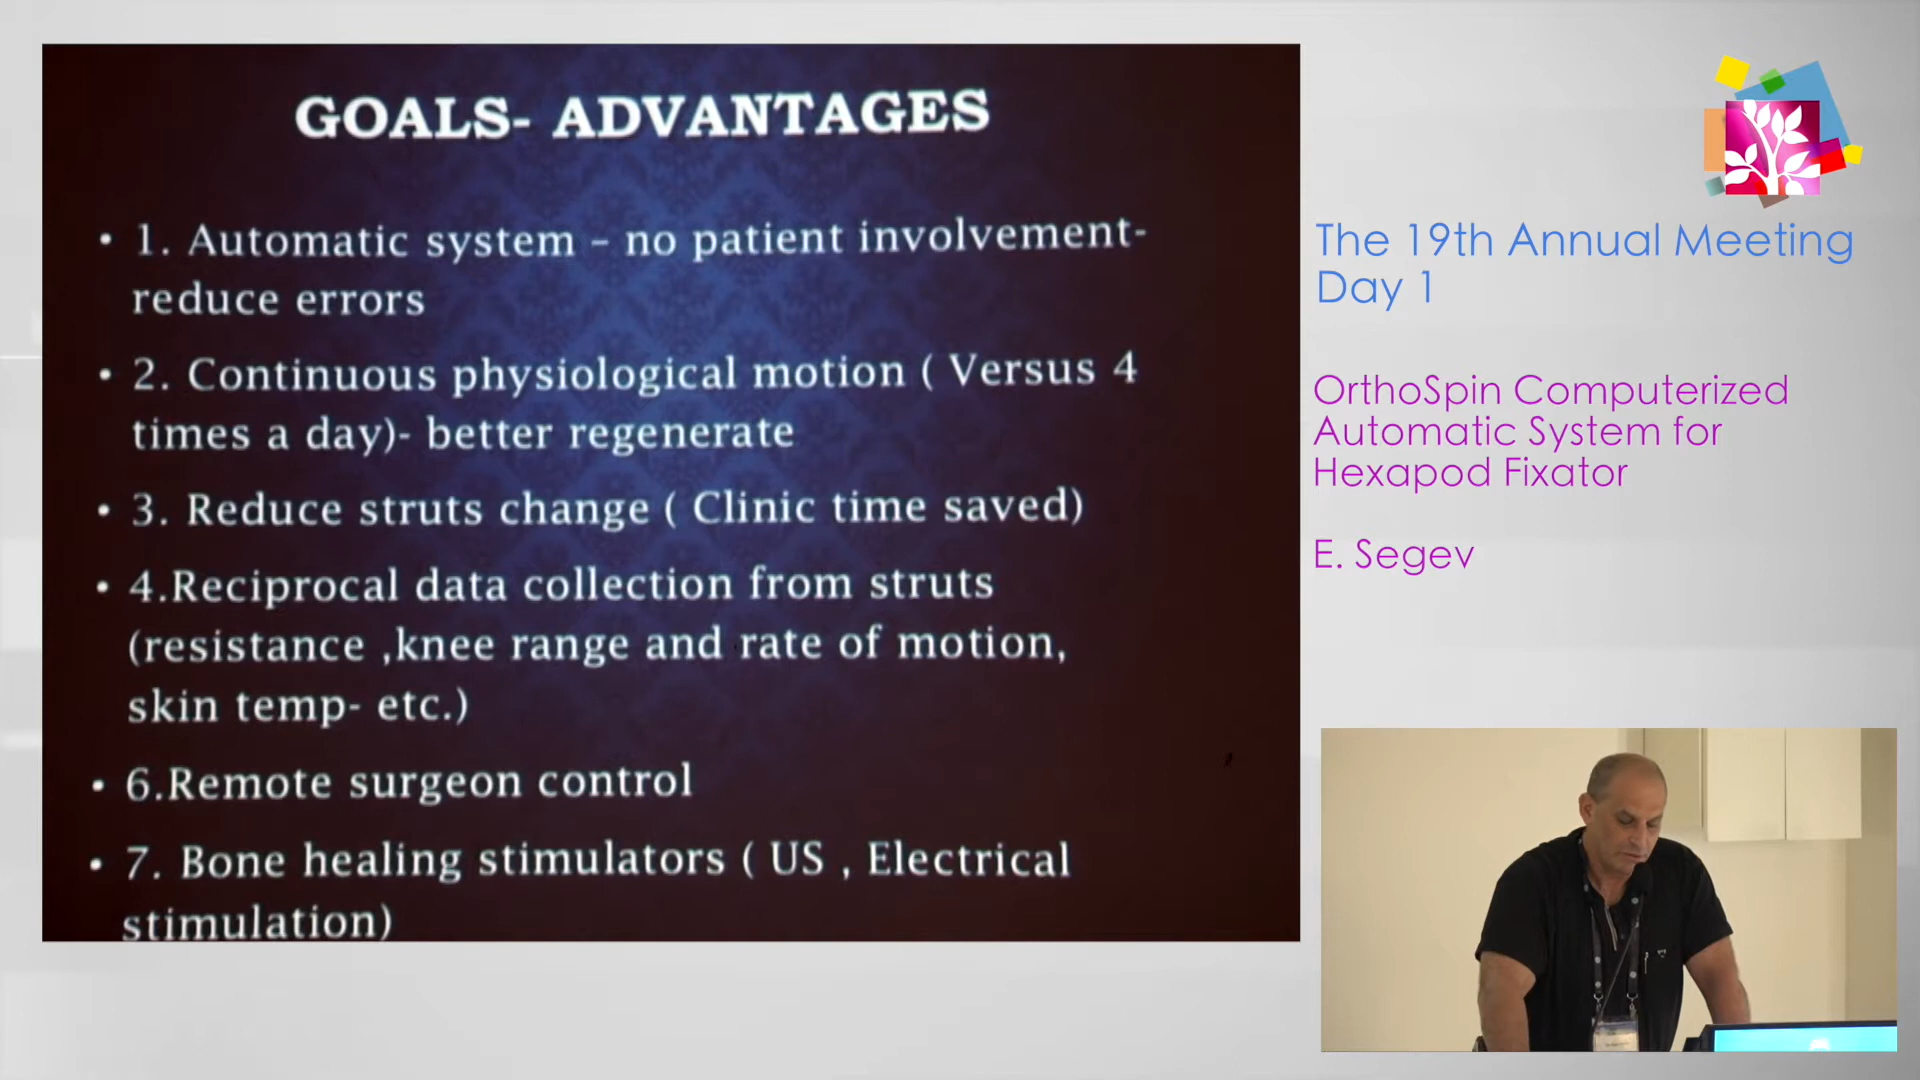 GOALS- ADVANTAGES
• 1. Automatic system – no patient involvement-
reduce errors
• 2. Continuous physiological motion ( Versus 4
times a day)- better regenerate
• 3. Reduce struts change ( Clinic time saved)
• 4.Reciprocal data collection from struts
(resistance ,knee range and rate of motion,
skin temp- etc.)
• 6.Remote surgeon control
• 7. Bone healing stimulators ( US , Electrical
stimulation)
The 19th Annual Meeting
Day 1
OrthoSpin Computerized
Automatic System for
Hexapod Fixator
E. Segev